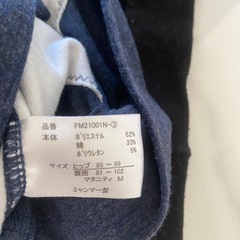 品番 FM21001N-③
本体 ポリエステル 62%
綿 33%
ポリウレタン 5%
サイズ ヒップ 85 ~ 99
腹囲 81 ~ 102
マタニティ M
ミャンマー製